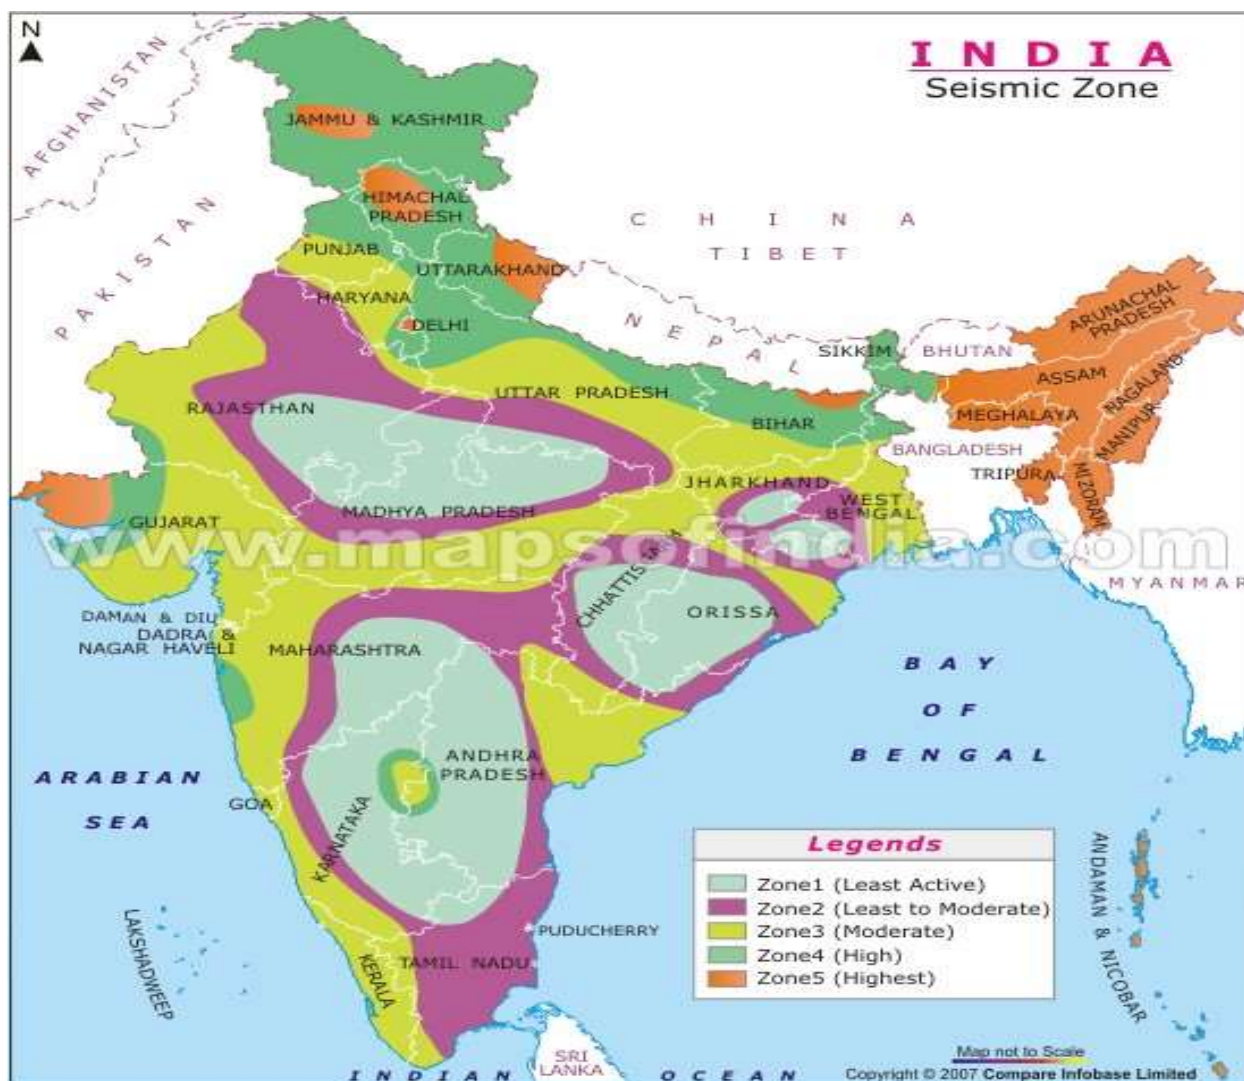 N
I N D I A
Seismic Zone
AFGHANISTAN
JAMMU & KASHMIR
PAKISTAN
HIMACHAL
PRADESH
C H I N A
TIBET
PUNJAB
UTTARAKHAND
HARYANA
DELHI
NEPAL
SIKKIM
BHUTAN
ARUNACHAL
PRADESH
ASSAM
NAGALAND
MEGHALAYA
MANIPUR
RAJASTHAN
UTTAR PRADESH
BIHAR
BANGLADESH
TRIPURA
MIZORAM
JHARKHAND
WEST
BENGAL
GUJARAT
MADHYA PRADESH
www.mapsofindia.com
MYANMAR
DAMAN & DIU
DADRA &
NAGAR HAVELI
MAHARASHTRA
ORISSA
BAY
OF
BENGAL
ARABIAN
SEA
GOA
ANDHRA
PRADESH
KARNATAKA
LAKSHADWEEP
KERALA
TAMIL NADU
PUDUCHERRY
ANDAMAN & NICOBAR
Legends
Zone1 (Least Active)
Zone2 (Least to Moderate)
Zone3 (Moderate)
Zone4 (High)
Zone5 (Highest)
SRI
LANKA
INDIAN OCEAN
Map not to Scale
Copyright © 2007 Compare Infobase Limited